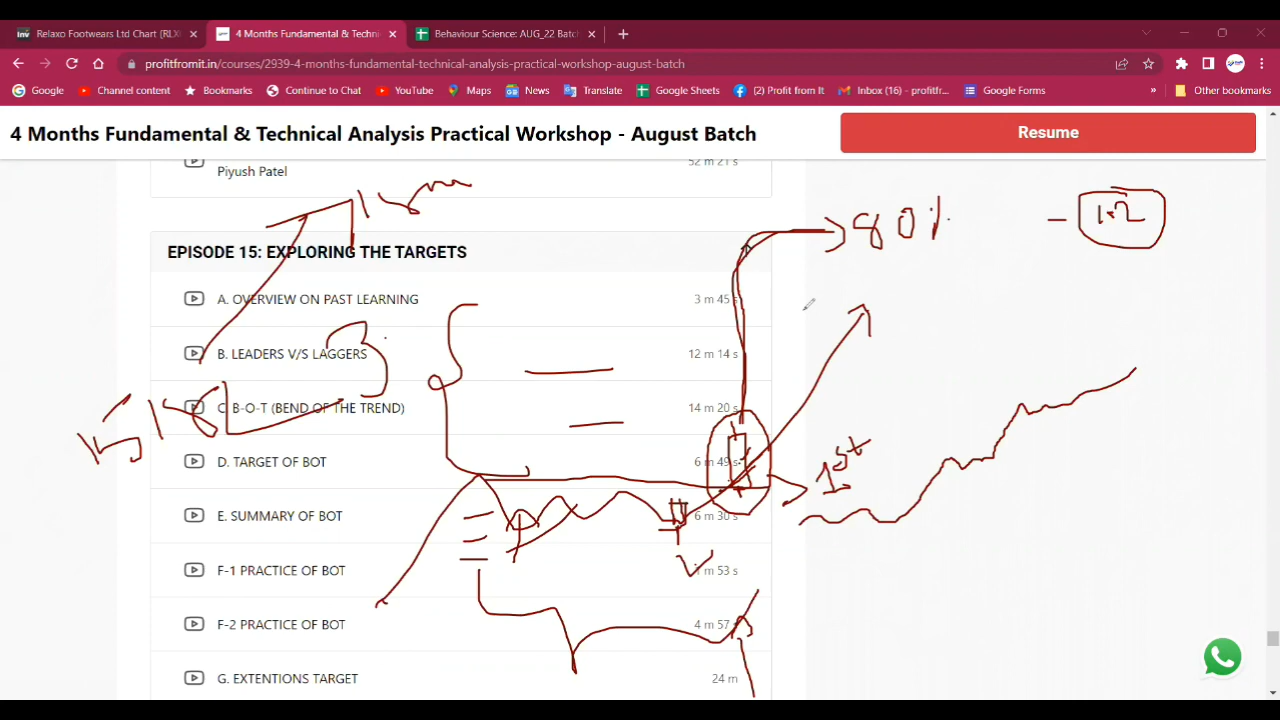 Relaxo Footwears Ltd Chart (RLX
4 Months Fundamental & Techni
Behaviour Science: AUG_22 Batc
profitfromit.in/courses/2939-4-months-fundamental-technical-analysis-practical-workshop-august-batch
Google
Channel content
Bookmarks
Continue to Chat
YouTube
Maps
News
Translate
Google Sheets
(2) Profit from It
Inbox (16) - profitfr...
Google Forms
»
Other bookmarks
4 Months Fundamental & Technical Analysis Practical Workshop - August Batch
Resume
52 m 21 s
Piyush Patel
80%
- 1.2
EPISODE 15: EXPLORING THE TARGETS
A. OVERVIEW ON PAST LEARNING
3 m 45 s
B. LEADERS V/S LAGGERS
12 m 14 s
C. B-O-T (BEND OF THE TREND)
14 m 20 s
D. TARGET OF BOT
6 m 49 s
1st
E. SUMMARY OF BOT
6 m 30 s
F-1 PRACTICE OF BOT
m 53 s
F-2 PRACTICE OF BOT
4 m 57 s
G. EXTENTIONS TARGET
24 m